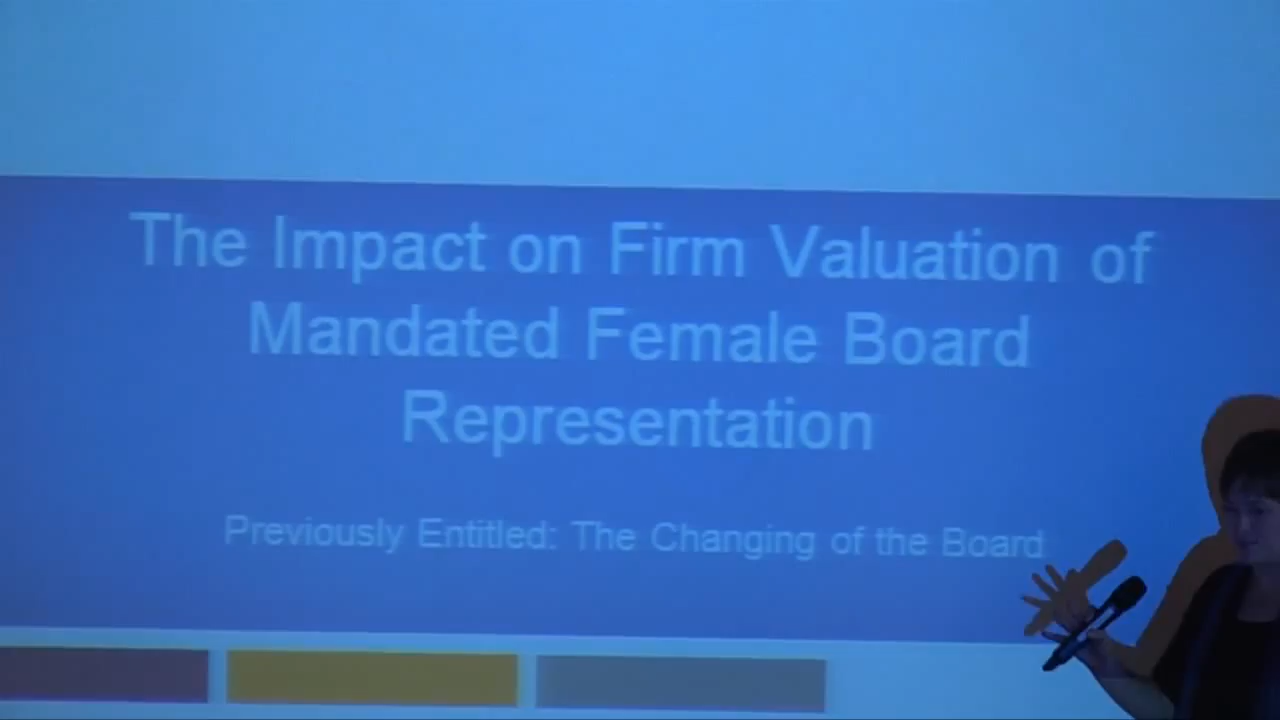 The Impact on Firm Valuation of
Mandated Female Board
Representation
Previously Entitled: The Changing of the Board